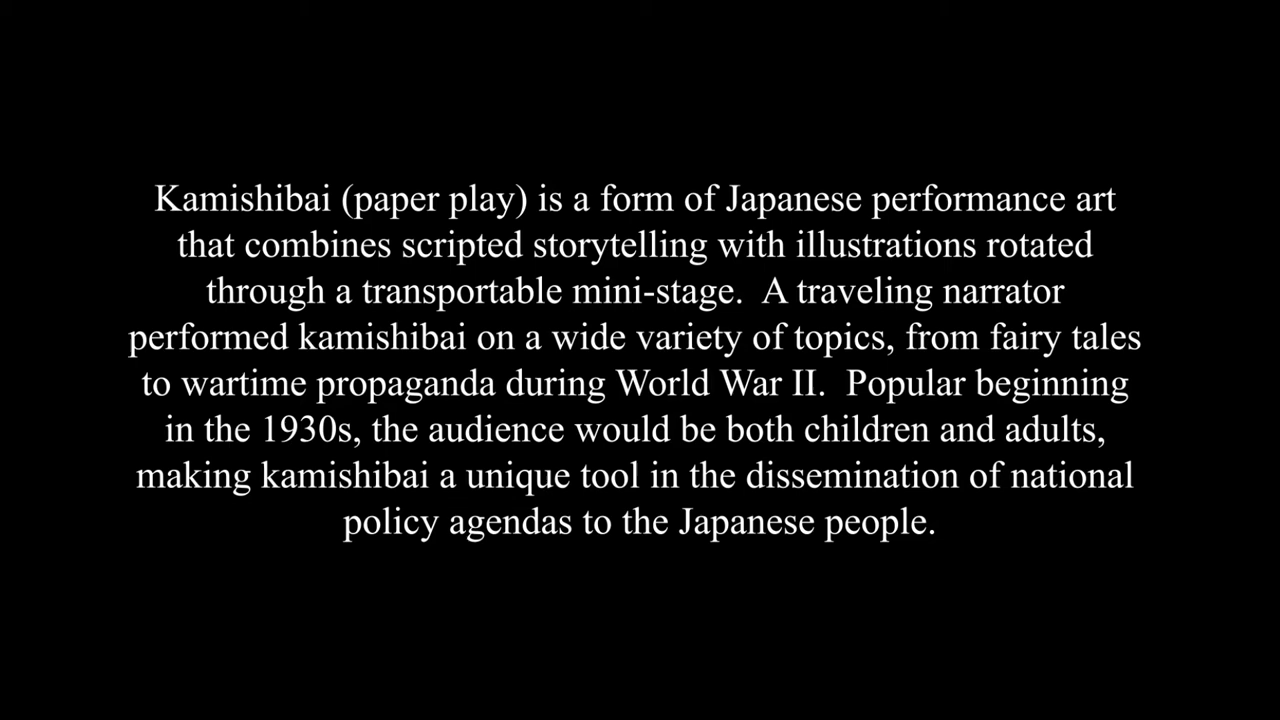 Kamishibai (paper play) is a form of Japanese performance art
that combines scripted storytelling with illustrations rotated
through a transportable mini-stage.  A traveling narrator
performed kamishibai on a wide variety of topics, from fairy tales
to wartime propaganda during World War II.  Popular beginning
in the 1930s, the audience would be both children and adults,
making kamishibai a unique tool in the dissemination of national
policy agendas to the Japanese people.